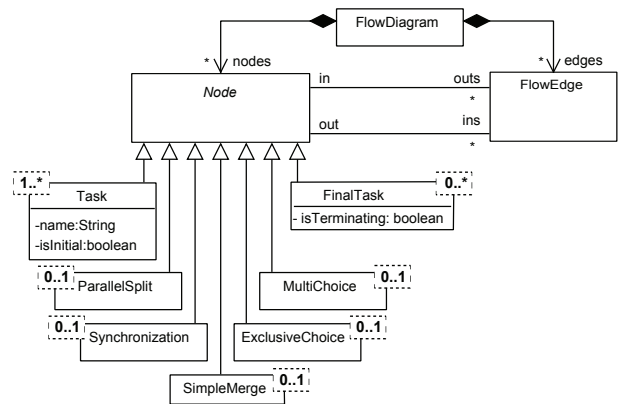 FlowDiagram
* nodes
* edges
Node
in
outs
*
FlowEdge
out
ins
*
1..*
Task
-name:String
-isInitial:boolean
0..*
FinalTask
- isTerminating: boolean
0..1
ParallelSplit
MultiChoice
0..1
0..1
Synchronization
ExclusiveChoice
0..1
SimpleMerge
0..1